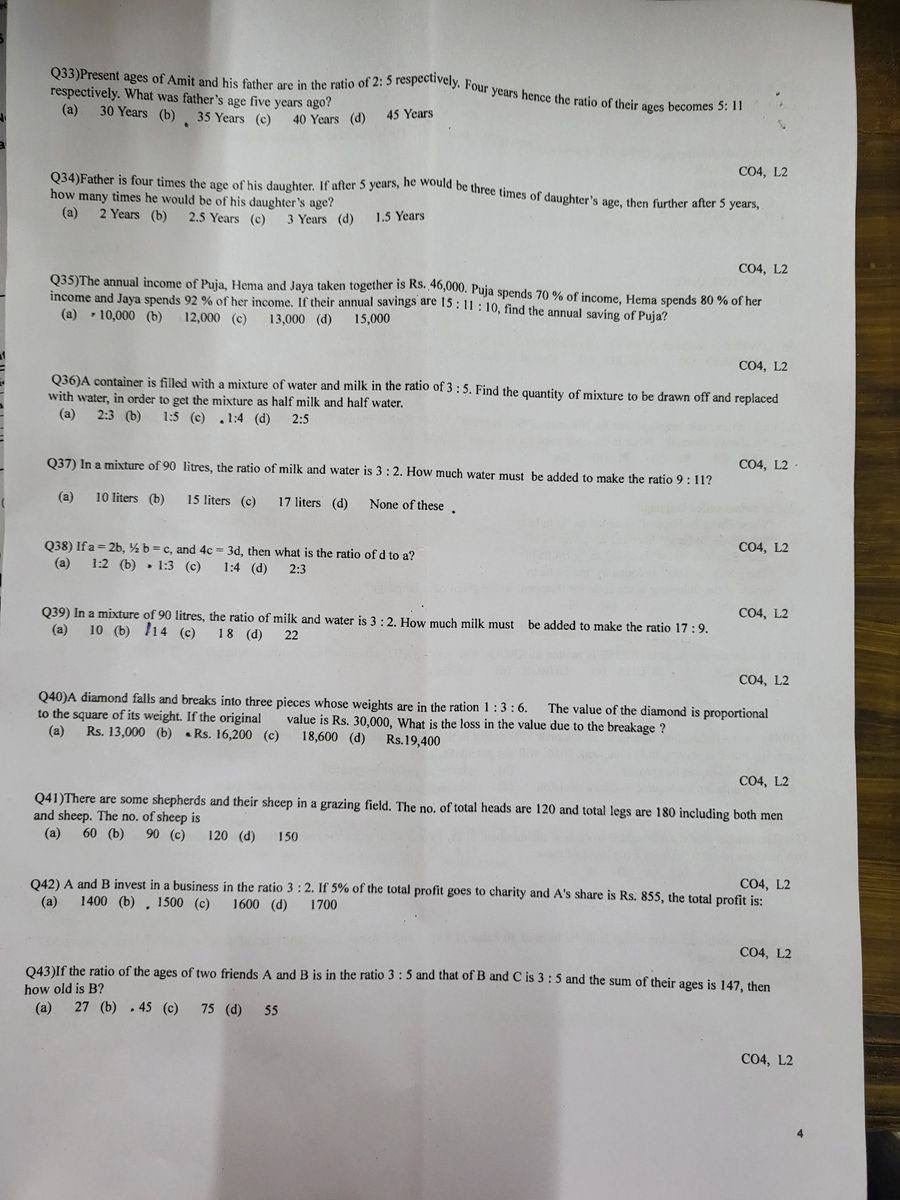 Q33)Present ages of Amit and his father are in the ratio of 2: 5 respectively. Four years hence the ratio of their ages becomes 5: 11
respectively. What was father's age five years ago?
(a) 30 Years (b) 35 Years (c) 40 Years (d) 45 Years
CO4, L2
Q34)Father is four times the age of his daughter. If after 5 years, he would be three times of daughter's age, then further after 5 years,
how many times he would be of his daughter's age?
(a) 2 Years (b) 2.5 Years (c) 3 Years (d) 1.5 Years
CO4, L2
Q35)The annual income of Puja, Hema and Jaya taken together is Rs. 46,000. Puja spends 70 % of income, Hema spends 80 % of her
income and Jaya spends 92 % of her income. If their annual savings are 15 : 11 : 10, find the annual saving of Puja?
(a) 10,000 (b) 12,000 (c) 13,000 (d) 15,000
CO4, L2
Q36)A container is filled with a mixture of water and milk in the ratio of 3 : 5. Find the quantity of mixture to be drawn off and replaced
with water, in order to get the mixture as half milk and half water.
(a) 2:3 (b) 1:5 (c) 1:4 (d) 2:5
CO4, L2
Q37) In a mixture of 90 litres, the ratio of milk and water is 3 : 2. How much water must be added to make the ratio 9 : 11?
(a) 10 liters (b) 15 liters (c) 17 liters (d) None of these
CO4, L2
Q38) If a = 2b, ½ b = c, and 4c = 3d, then what is the ratio of d to a?
(a) 1:2 (b) 1:3 (c) 1:4 (d) 2:3
CO4, L2
Q39) In a mixture of 90 litres, the ratio of milk and water is 3 : 2. How much milk must be added to make the ratio 17 : 9.
(a) 10 (b) 14 (c) 18 (d) 22
CO4, L2
Q40)A diamond falls and breaks into three pieces whose weights are in the ration 1 : 3 : 6. The value of the diamond is proportional
to the square of its weight. If the original value is Rs. 30,000, What is the loss in the value due to the breakage ?
(a) Rs. 13,000 (b) Rs. 16,200 (c) 18,600 (d) Rs.19,400
CO4, L2
Q41)There are some shepherds and their sheep in a grazing field. The no. of total heads are 120 and total legs are 180 including both men
and sheep. The no. of sheep is
(a) 60 (b) 90 (c) 120 (d) 150
CO4, L2
Q42) A and B invest in a business in the ratio 3 : 2. If 5% of the total profit goes to charity and A's share is Rs. 855, the total profit is:
(a) 1400 (b) 1500 (c) 1600 (d) 1700
CO4, L2
Q43)If the ratio of the ages of two friends A and B is in the ratio 3 : 5 and that of B and C is 3 : 5 and the sum of their ages is 147, then
how old is B?
(a) 27 (b) 45 (c) 75 (d) 55
CO4, L2
4